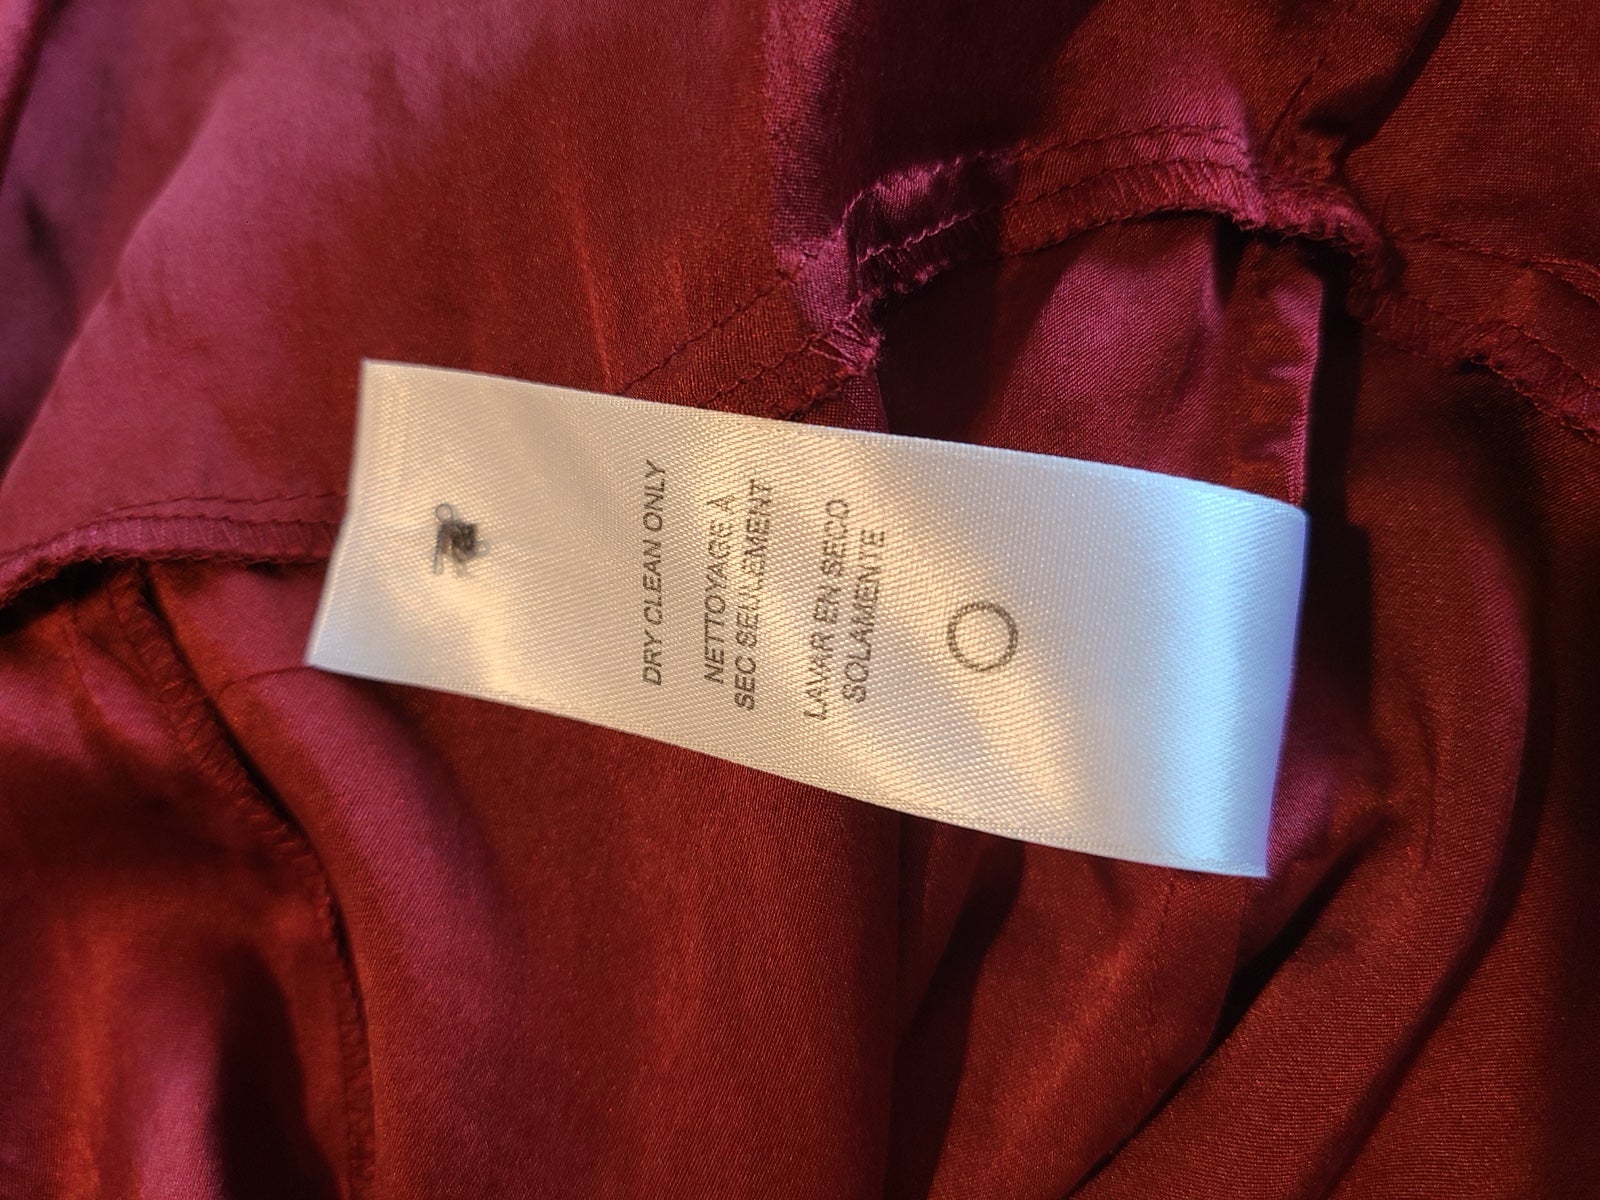 DRY CLEAN ONLY
NETTOYAGE À
SEC SEULEMENT
LAVAR EN SECO
SOLAMENTE